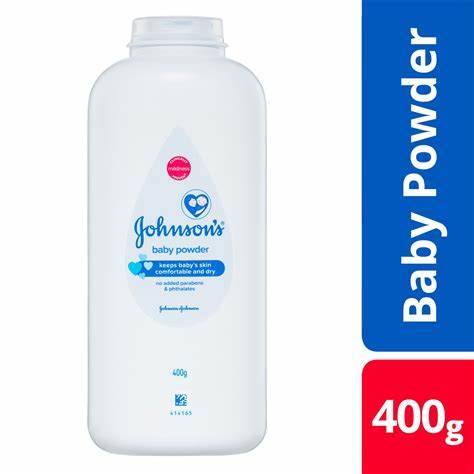 mildness
Johnson's®
baby powder
keeps baby's skin
comfortable and dry
no added parabens
& phthalates
Johnson & Johnson
400g
414165
Baby Powder
400g